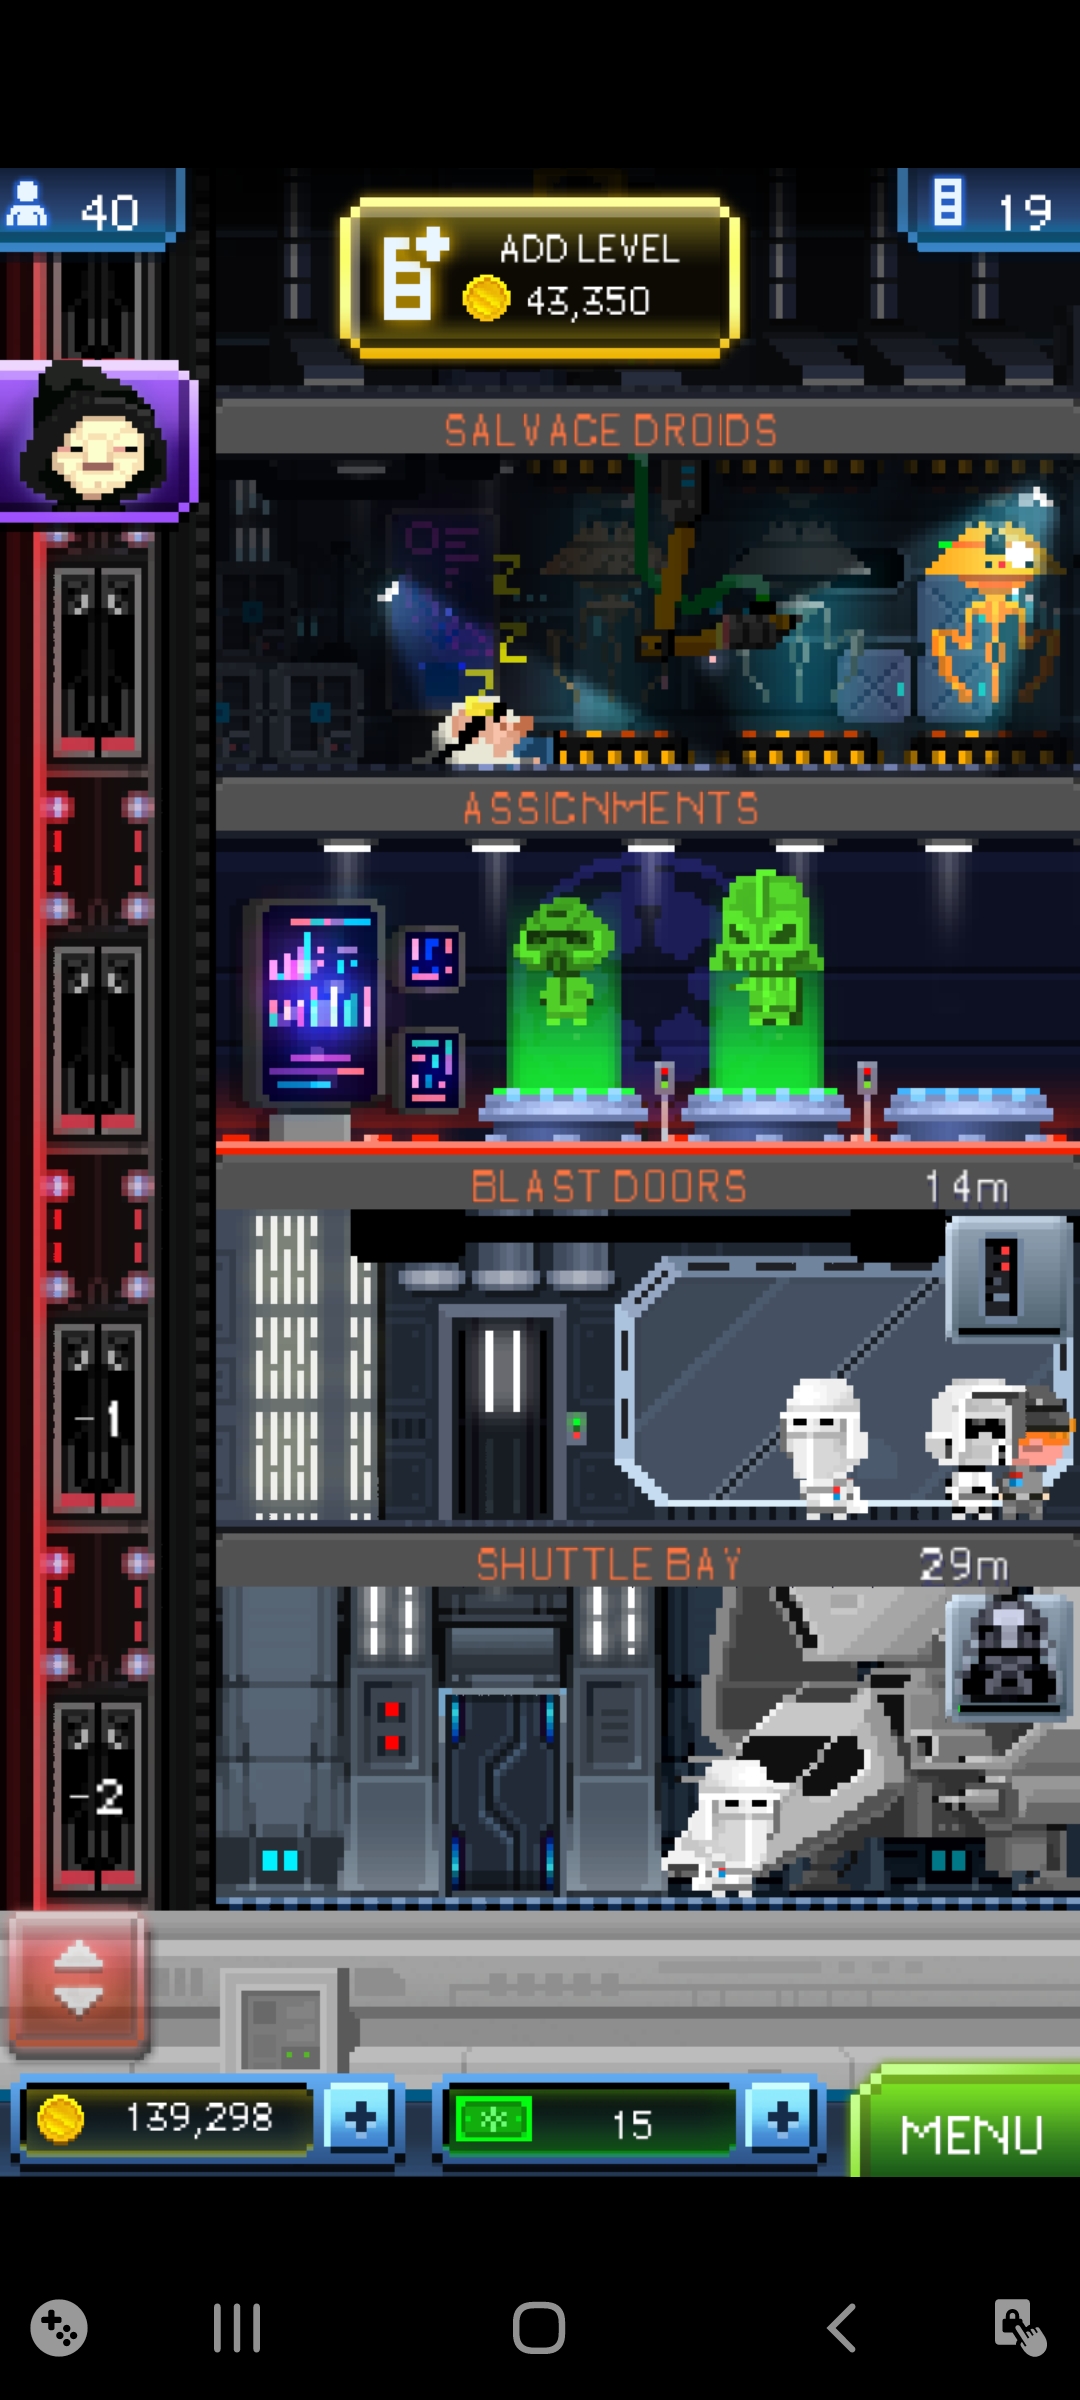 40
ADD LEVEL
43,350
19
SALVAGE DROIDS
Z
Z
Z
ASSIGNMENTS
BLAST DOORS 14m
-1
SHUTTLE BAY 29m
-2
139,298
15
MENU